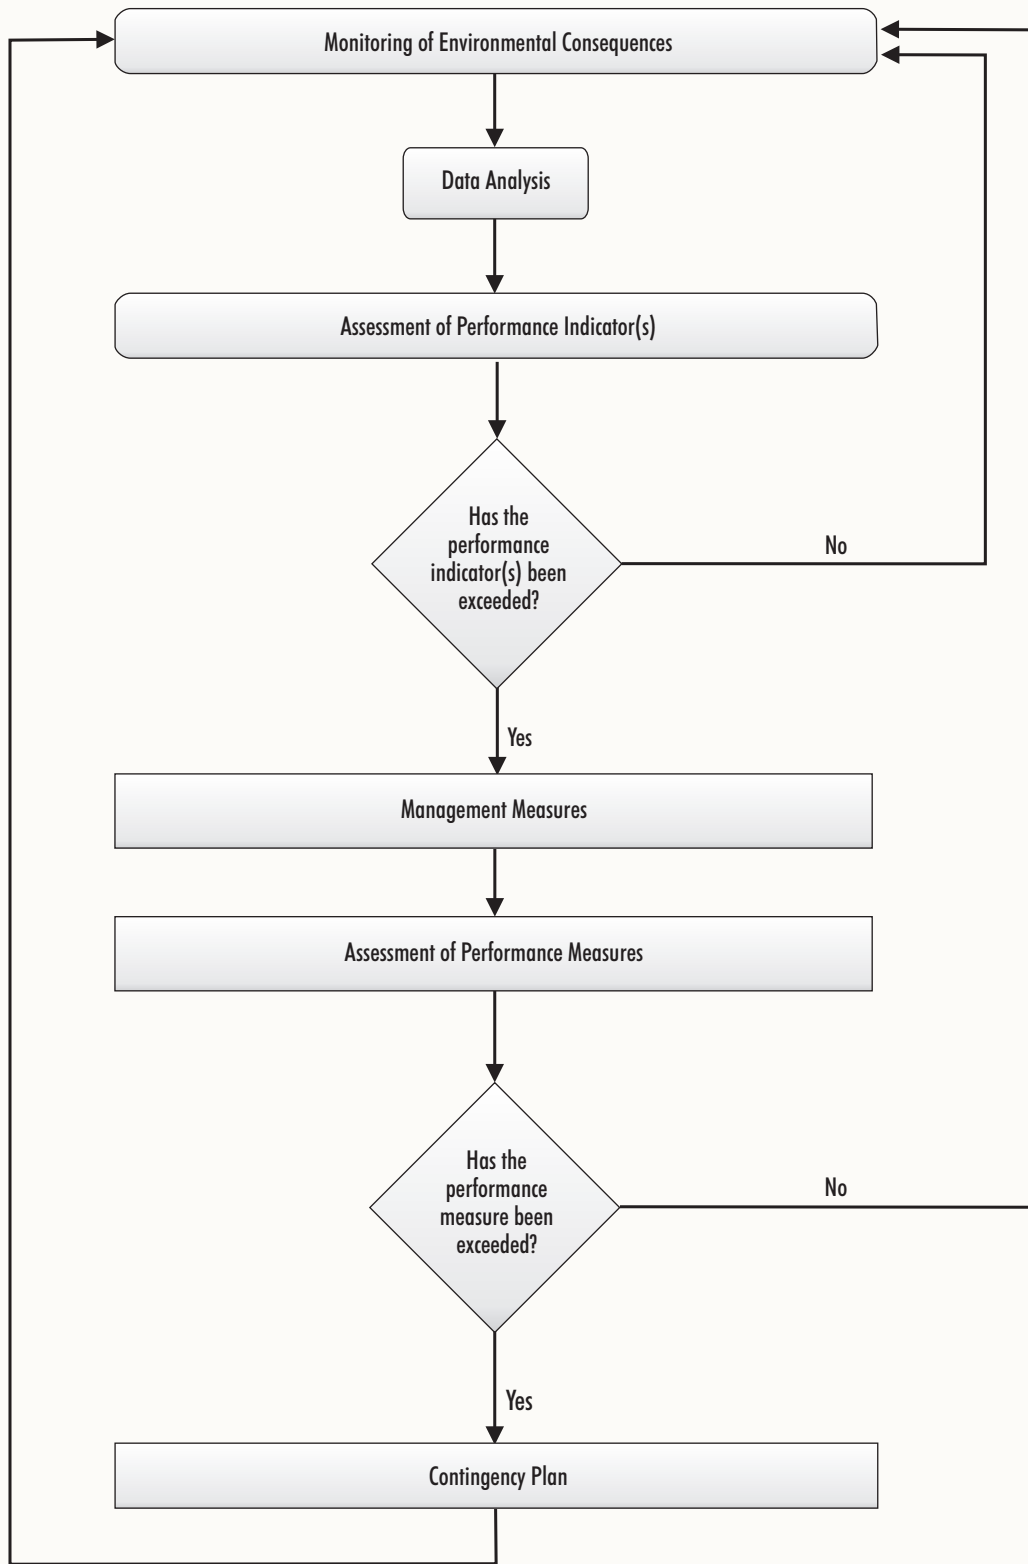 Monitoring of Environmental Consequences
Data Analysis
Assessment of Performance Indicator(s)
Has the
performance
indicator(s) been
exceeded?
No
Yes
Management Measures
Assessment of Performance Measures
Has the
performance
measure been
exceeded?
No
Yes
Contingency Plan